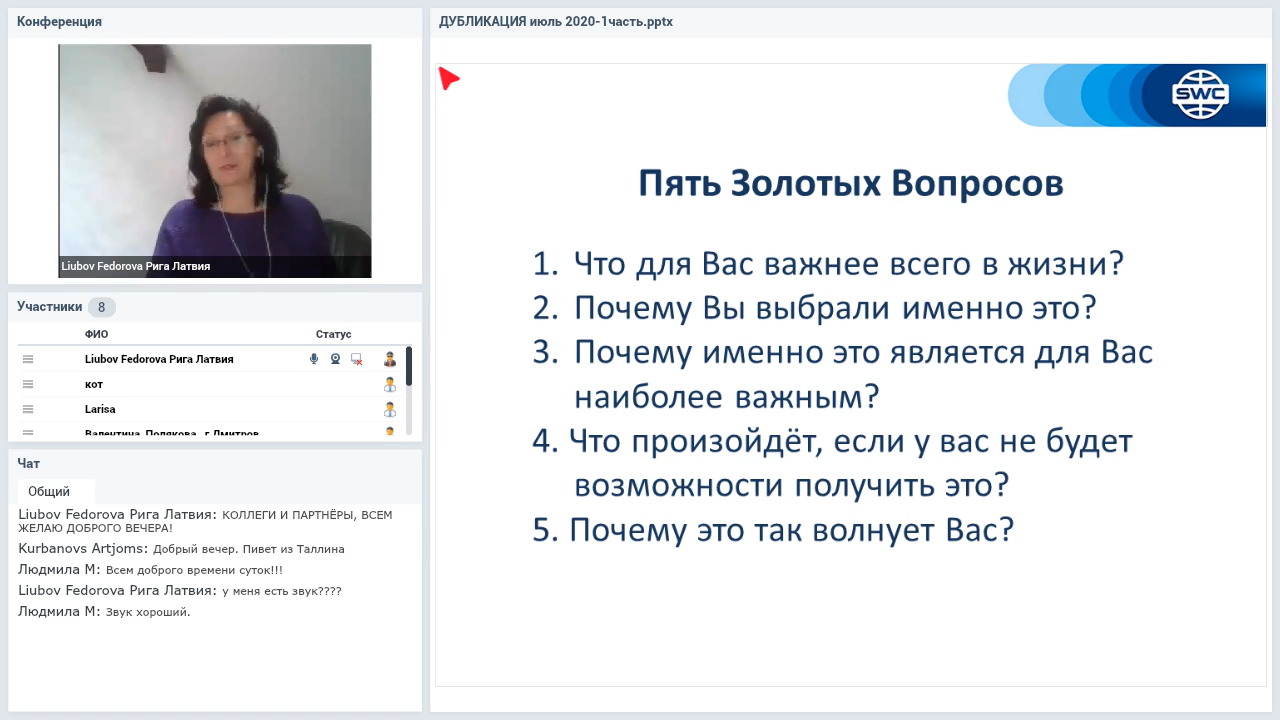 Конференция
Liubov Fedorova Рига Латвия
Участники 8
ФИО Статус
Liubov Fedorova Рига Латвия
кот
Larisa
Валентина Полякова г.Дмитров
Чат
Общий
Liubov Fedorova Рига Латвия: КОЛЛЕГИ И ПАРТНЁРЫ, ВСЕМ
ЖЕЛАЮ ДОБРОГО ВЕЧЕРА!
Kurbanovs Artjoms: Добрый вечер. Пивет из Таллина
Людмила М: Всем доброго времени суток!!!
Liubov Fedorova Рига Латвия: у меня есть звук????
Людмила М: Звук хороший.
ДУБЛИКАЦИЯ июль 2020-1часть.pptx
SWC
Пять Золотых Вопросов
1. Что для Вас важнее всего в жизни?
2. Почему Вы выбрали именно это?
3. Почему именно это является для Вас
наиболее важным?
4. Что произойдёт, если у вас не будет
возможности получить это?
5. Почему это так волнует Вас?